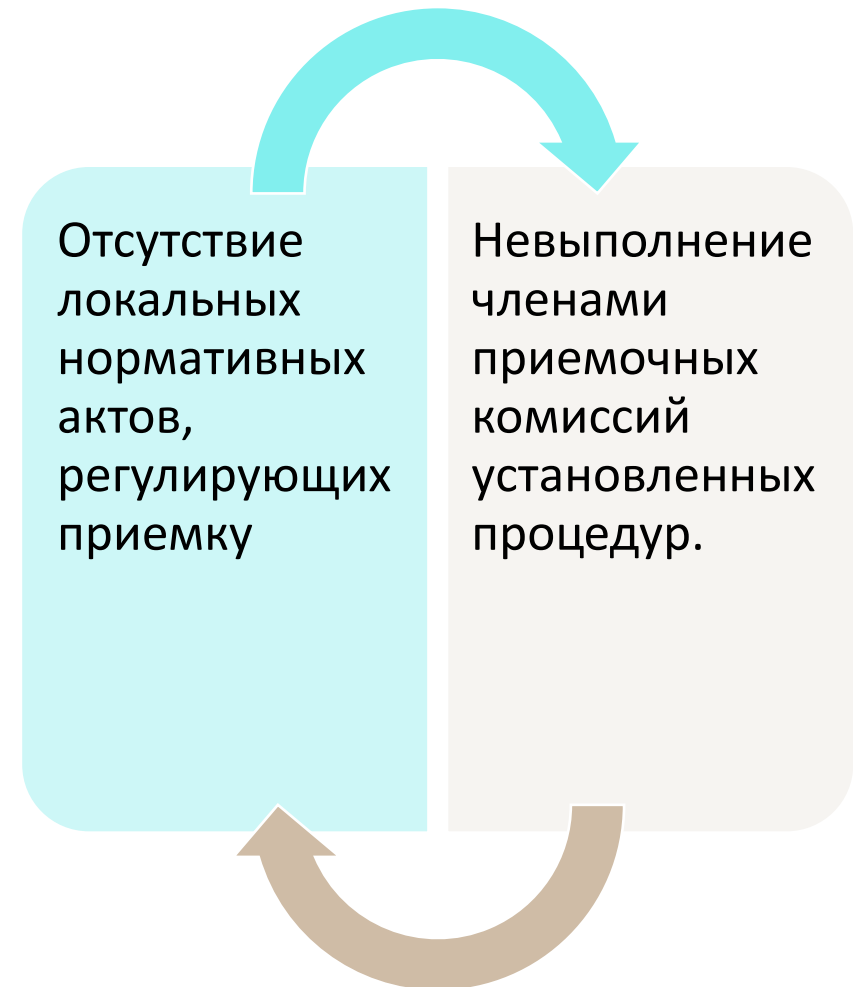 Отсутствие
локальных
нормативных
актов,
регулирующих
приемку
Невыполнение
членами
приемочных
комиссий
установленных
процедур.